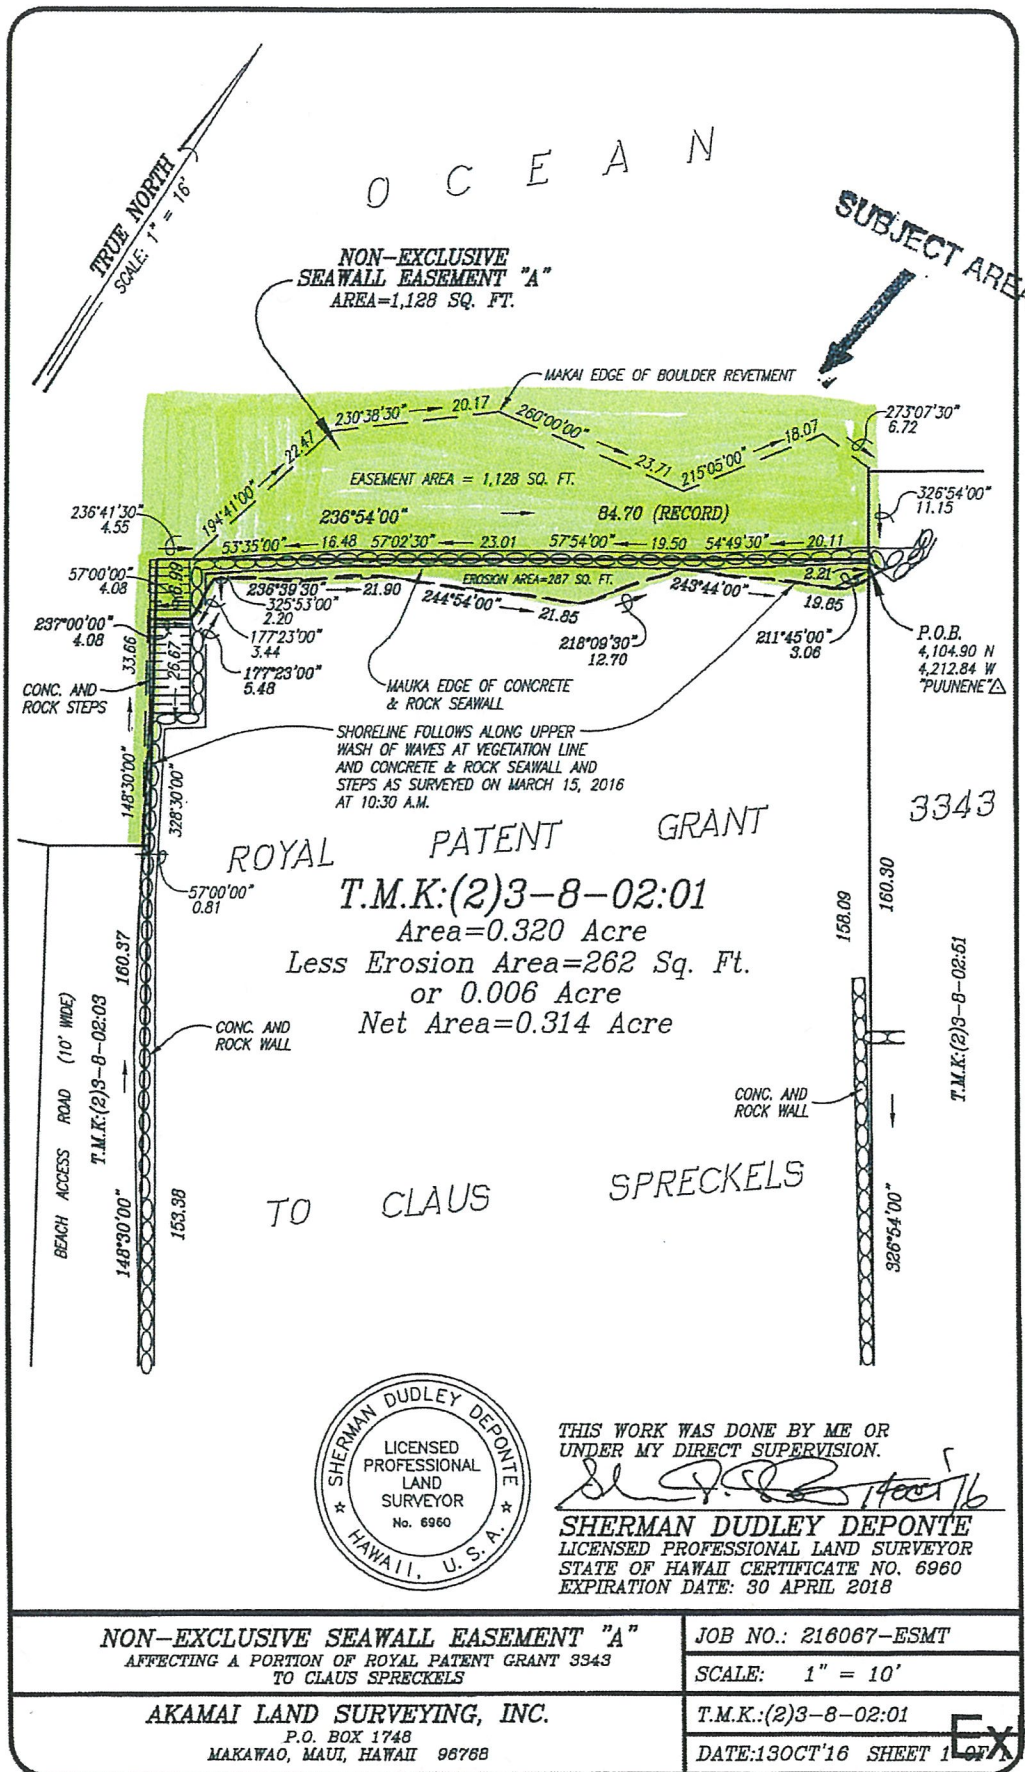 TRUE NORTH
SCALE: 1" = 16'
OCEAN
SUBJECT AREA
NON-EXCLUSIVE
SEAWALL EASEMENT "A"
AREA=1,128 SQ. FT.
MAKAI EDGE OF BOULDER REVETMENT
230°38'30" 20.17
260°00'00"
23.71
215°05'00"
18.07
273°07'30"
6.72
22.47
194°41'00"
EASEMENT AREA = 1,128 SQ. FT.
236°54'00" 84.70 (RECORD)
326°54'00"
11.15
236°41'30"
4.55
53°35'00" 16.48 57°02'30" 23.01 57°54'00" 19.50 54°49'30" 20.11
57°00'00"
4.08
6.99
EROSION AREA=287 SQ. FT.
2.21
236°39'30" 21.90
244°54'00" 21.85
243°44'00"
19.85
325°53'00"
2.20
218°09'30"
12.70
211°45'00"
3.06
237°00'00"
4.08
177°23'00"
3.44
177°23'00"
5.48
P.O.B.
4,104.90 N
4,212.84 W
"PUUNENE"
33.66
26.67
CONC. AND
ROCK STEPS
MAUKA EDGE OF CONCRETE
& ROCK SEAWALL
SHORELINE FOLLOWS ALONG UPPER
WASH OF WAVES AT VEGETATION LINE
AND CONCRETE & ROCK SEAWALL AND
STEPS AS SURVEYED ON MARCH 15, 2016
AT 10:30 A.M.
148°30'00"
328°30'00"
57°00'00"
0.81
ROYAL PATENT GRANT 3343
T.M.K:(2)3-8-02:01
Area=0.320 Acre
Less Erosion Area=262 Sq. Ft.
or 0.006 Acre
Net Area=0.314 Acre
158.09
160.30
160.37
BEACH ACCESS ROAD (10' WIDE)
T.M.K:(2)3-8-02:03
CONC. AND
ROCK WALL
148°30'00"
153.38
CONC. AND
ROCK WALL
T.M.K:(2)3-8-02:51
326°54'00"
TO CLAUS SPRECKELS
SHERMAN DUDLEY DEPONTE
LICENSED
PROFESSIONAL
LAND
SURVEYOR
No. 6960
HAWAII, U.S.A.
THIS WORK WAS DONE BY ME OR
UNDER MY DIRECT SUPERVISION.
SHERMAN DUDLEY DEPONTE
LICENSED PROFESSIONAL LAND SURVEYOR
STATE OF HAWAII CERTIFICATE NO. 6960
EXPIRATION DATE: 30 APRIL 2018
NON-EXCLUSIVE SEAWALL EASEMENT "A"
AFFECTING A PORTION OF ROYAL PATENT GRANT 3343
TO CLAUS SPRECKELS
AKAMAI LAND SURVEYING, INC.
P.O. BOX 1748
MAKAWAO, MAUI, HAWAII 96768
JOB NO.: 216067-ESMT
SCALE: 1" = 10'
T.M.K.:(2)3-8-02:01
DATE:13OCT'16 SHEET 1 OF 1
Ex